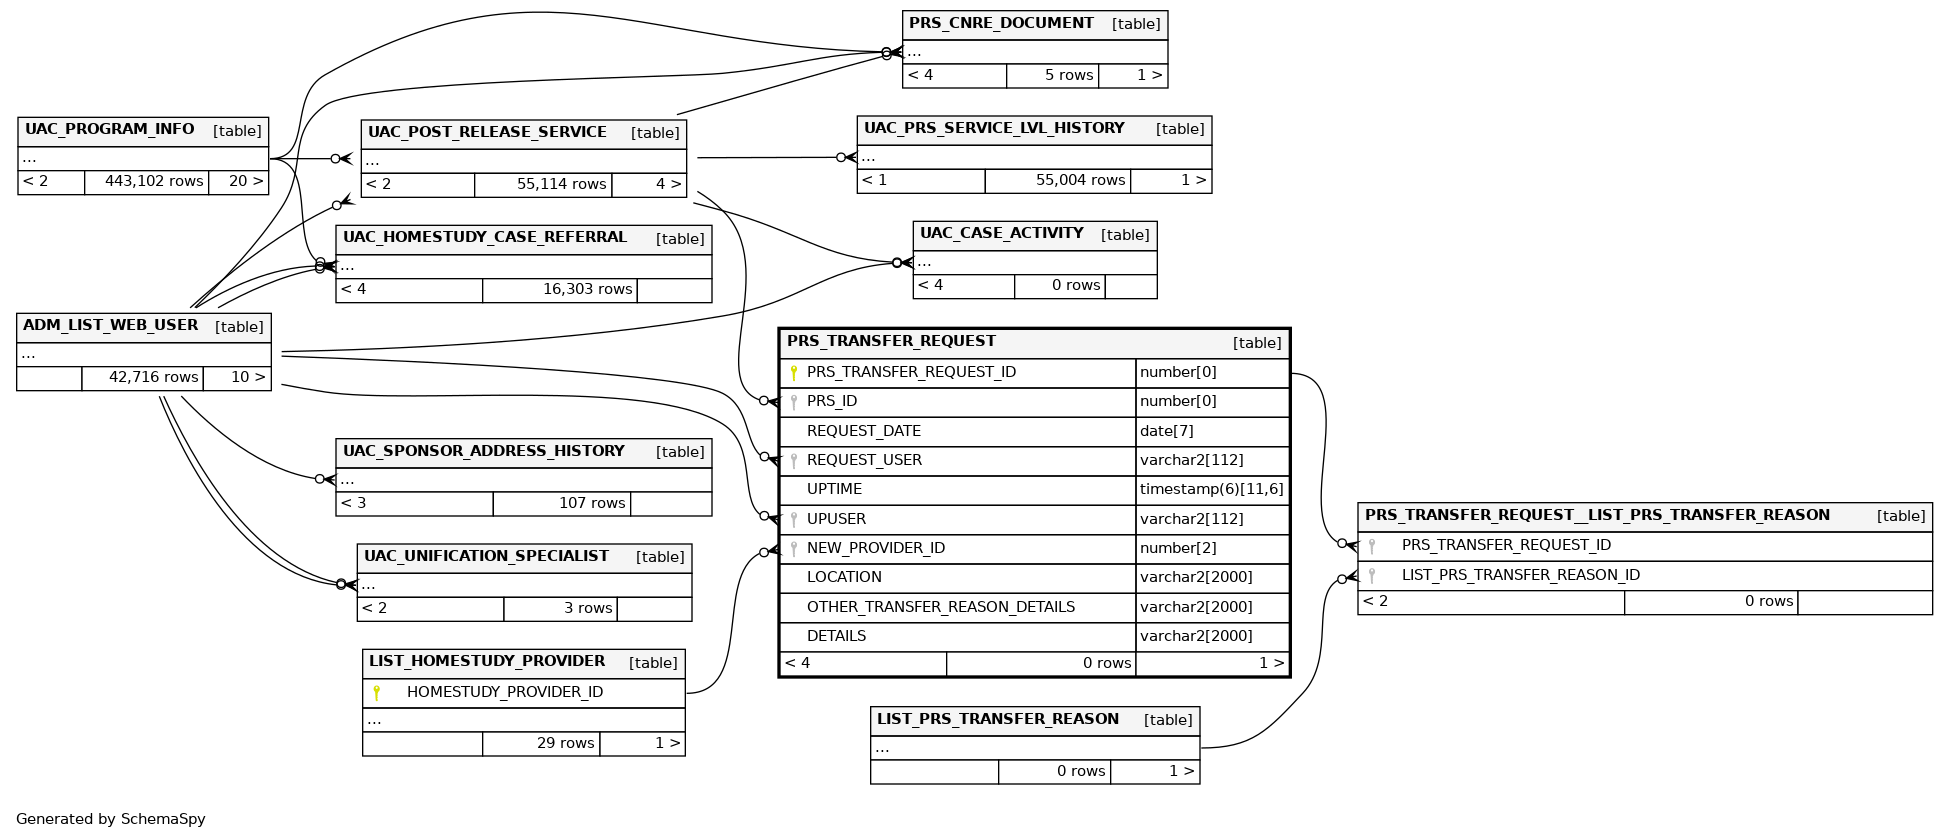 PRS_CNRE_DOCUMENT [table]
...
< 4 5 rows 1 >
UAC_PROGRAM_INFO [table]
...
< 2 443,102 rows 20 >
UAC_POST_RELEASE_SERVICE [table]
...
< 2 55,114 rows 4 >
UAC_PRS_SERVICE_LVL_HISTORY [table]
...
< 1 55,004 rows 1 >
UAC_HOMESTUDY_CASE_REFERRAL [table]
...
< 4 16,303 rows
UAC_CASE_ACTIVITY [table]
...
< 4 0 rows
ADM_LIST_WEB_USER [table]
...
42,716 rows 10 >
PRS_TRANSFER_REQUEST [table]
PRS_TRANSFER_REQUEST_ID number[0]
PRS_ID number[0]
REQUEST_DATE date[7]
REQUEST_USER varchar2[112]
UPTIME timestamp(6)[11,6]
UPUSER varchar2[112]
NEW_PROVIDER_ID number[2]
LOCATION varchar2[2000]
OTHER_TRANSFER_REASON_DETAILS varchar2[2000]
DETAILS varchar2[2000]
< 4 0 rows 1 >
UAC_SPONSOR_ADDRESS_HISTORY [table]
...
< 3 107 rows
PRS_TRANSFER_REQUEST__LIST_PRS_TRANSFER_REASON [table]
PRS_TRANSFER_REQUEST_ID
LIST_PRS_TRANSFER_REASON_ID
< 2 0 rows
UAC_UNIFICATION_SPECIALIST [table]
...
< 2 3 rows
LIST_HOMESTUDY_PROVIDER [table]
HOMESTUDY_PROVIDER_ID
...
29 rows 1 >
LIST_PRS_TRANSFER_REASON [table]
...
0 rows 1 >
Generated by SchemaSpy